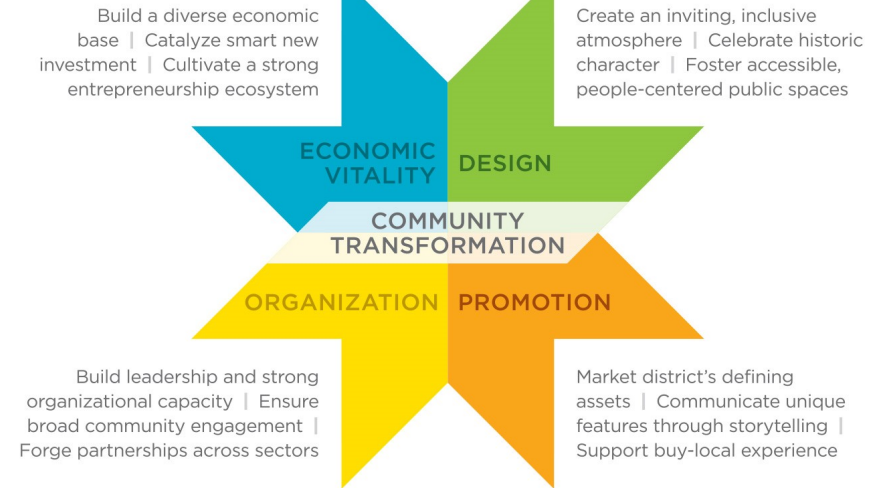 Build a diverse economic
base | Catalyze smart new
investment | Cultivate a strong
entrepreneurship ecosystem
Create an inviting, inclusive
atmosphere | Celebrate historic
character | Foster accessible,
people-centered public spaces
ECONOMIC
VITALITY
DESIGN
COMMUNITY
TRANSFORMATION
ORGANIZATION
PROMOTION
Build leadership and strong
organizational capacity | Ensure
broad community engagement |
Forge partnerships across sectors
Market district’s defining
assets | Communicate unique
features through storytelling |
Support buy-local experience